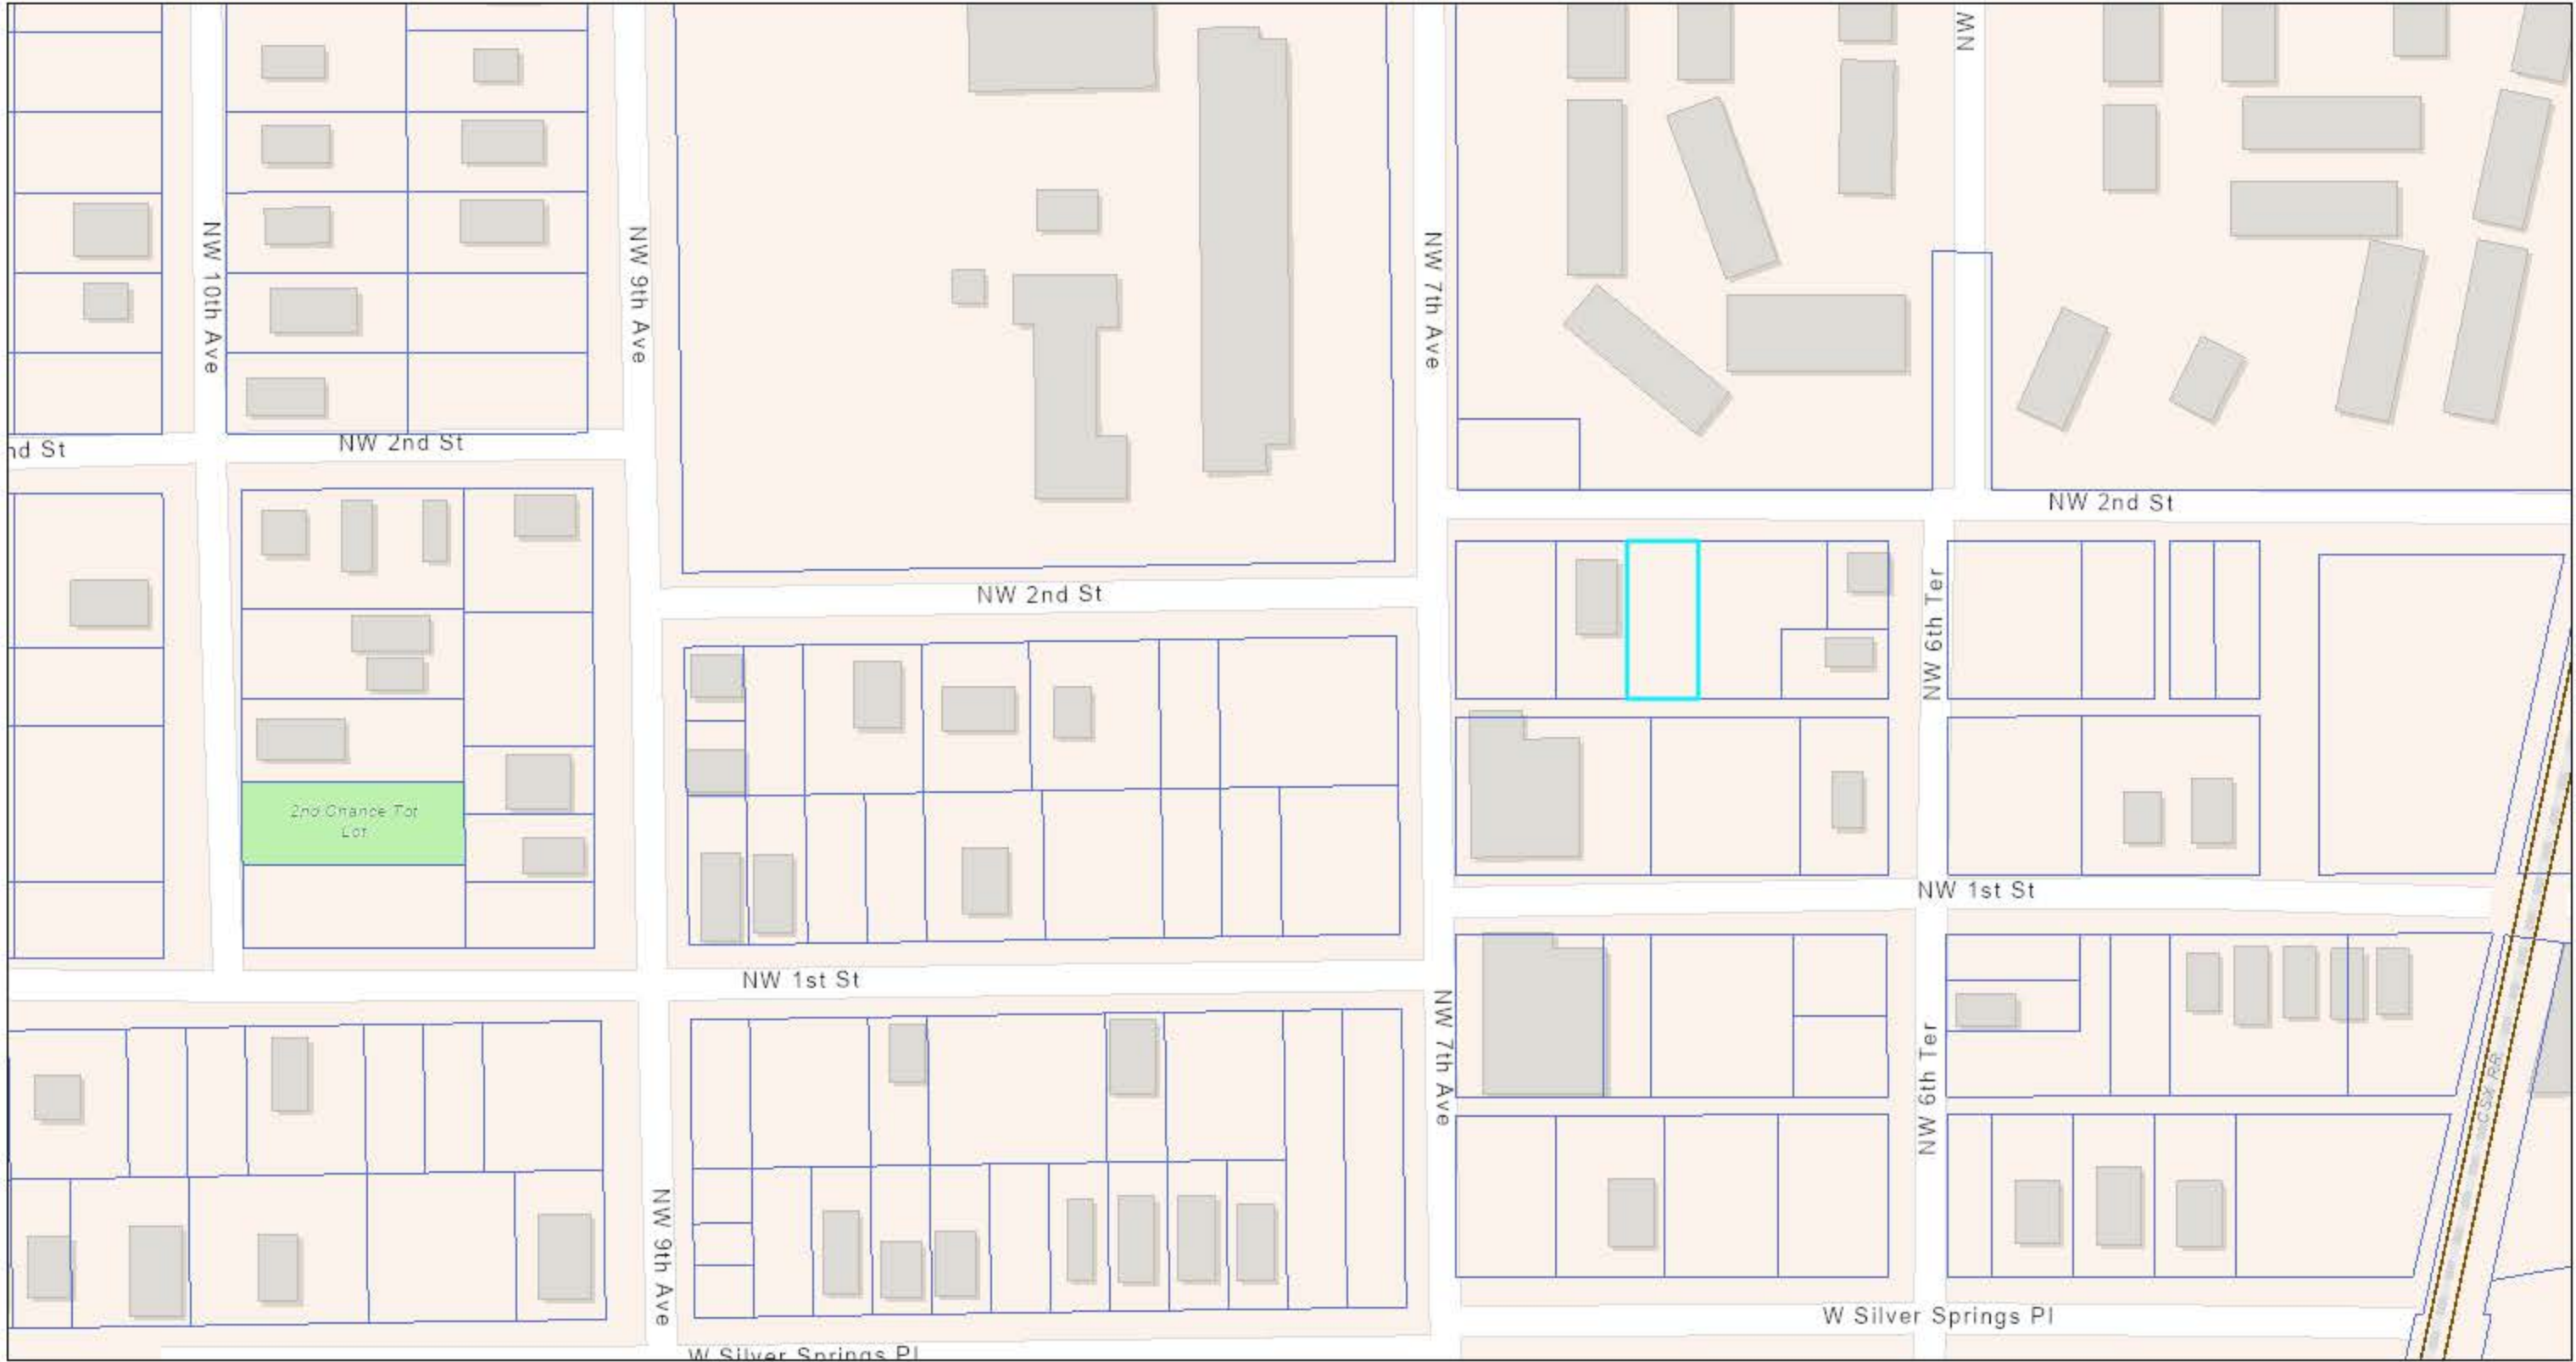 NW
NW 10th Ave
NW 9th Ave
NW 7th Ave
nd St
NW 2nd St
NW 2nd St
NW 2nd St
NW 6th Ter
2nd Chance Tot
Lot
NW 1st St
NW 1st St
NW 7th Ave
NW 6th Ter
CSX RR
NW 9th Ave
W Silver Springs Pl
W Silver Springs Pl